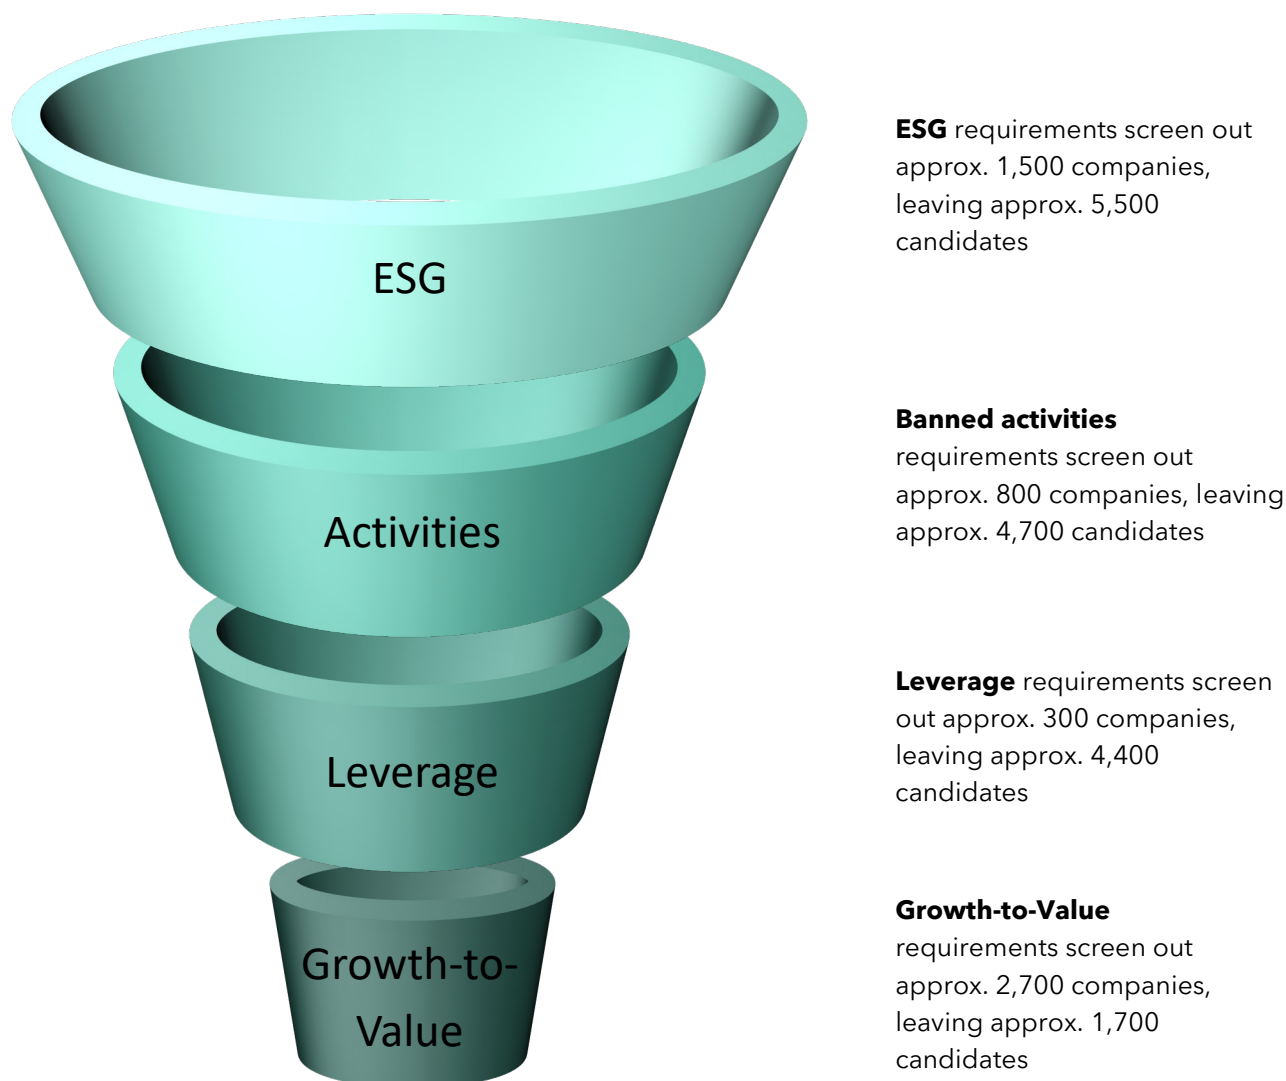 ESG
ESG requirements screen out
approx. 1,500 companies,
leaving approx. 5,500
candidates
Activities
Banned activities
requirements screen out
approx. 800 companies, leaving
approx. 4,700 candidates
Leverage
Leverage requirements screen
out approx. 300 companies,
leaving approx. 4,400
candidates
Growth-to-
Value
Growth-to-Value
requirements screen out
approx. 2,700 companies,
leaving approx. 1,700
candidates